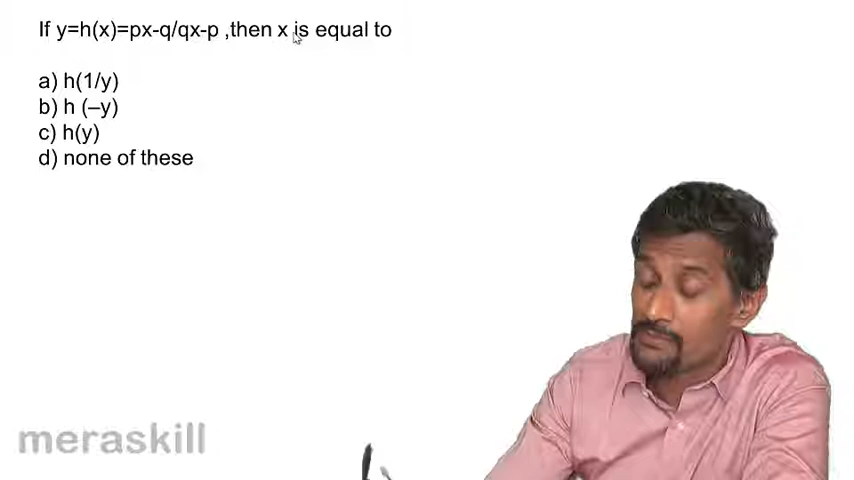 If y=h(x)=px-q/qx-p ,then x is equal to
a) h(1/y)
b) h (–y)
c) h(y)
d) none of these
meraskill